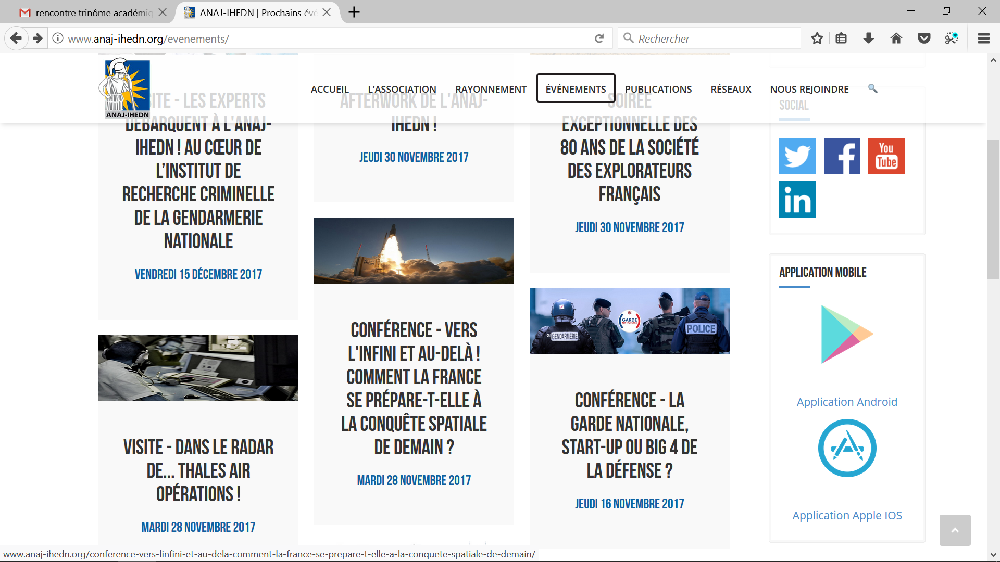 rencontre trinôme académiq
ANAJ-IHEDN | Prochains évé
www.anaj-ihedn.org/evenements/
Rechercher
ANAJ-IHEDN
ACCUEIL
L'ASSOCIATION
RAYONNEMENT
ÉVÉNEMENTS
PUBLICATIONS
RÉSEAUX
NOUS REJOINDRE
SITE - LES EXPERTS
DÉBARQUENT À L'ANAJ-
IHEDN ! AU CŒUR DE
L’INSTITUT DE
RECHERCHE CRIMINELLE
DE LA GENDARMERIE
NATIONALE
VENDREDI 15 DÉCEMBRE 2017
VISITE - DANS LE RADAR
DE... THALES AIR
OPÉRATIONS !
MARDI 28 NOVEMBRE 2017
AFTERWORK DE L'ANAJ-
IHEDN !
JEUDI 30 NOVEMBRE 2017
CONFÉRENCE - VERS
L'INFINI ET AU-DELÀ !
COMMENT LA FRANCE
SE PRÉPARE-T-ELLE À
LA CONQUÊTE SPATIALE
DE DEMAIN ?
MARDI 28 NOVEMBRE 2017
SOIRÉE
EXCEPTIONNELLE DES
80 ANS DE LA SOCIÉTÉ
DES EXPLORATEURS
FRANÇAIS
JEUDI 30 NOVEMBRE 2017
GENDARMERIE
GARDE
NATIONALE
POLICE
CONFÉRENCE - LA
GARDE NATIONALE,
START-UP OU BIG 4 DE
LA DÉFENSE ?
JEUDI 16 NOVEMBRE 2017
SOCIAL
You
Tube
in
APPLICATION MOBILE
Application Android
Application Apple IOS
www.anaj-ihedn.org/conference-vers-linfini-et-au-dela-comment-la-france-se-prepare-t-elle-a-la-conquete-spatiale-de-demain/